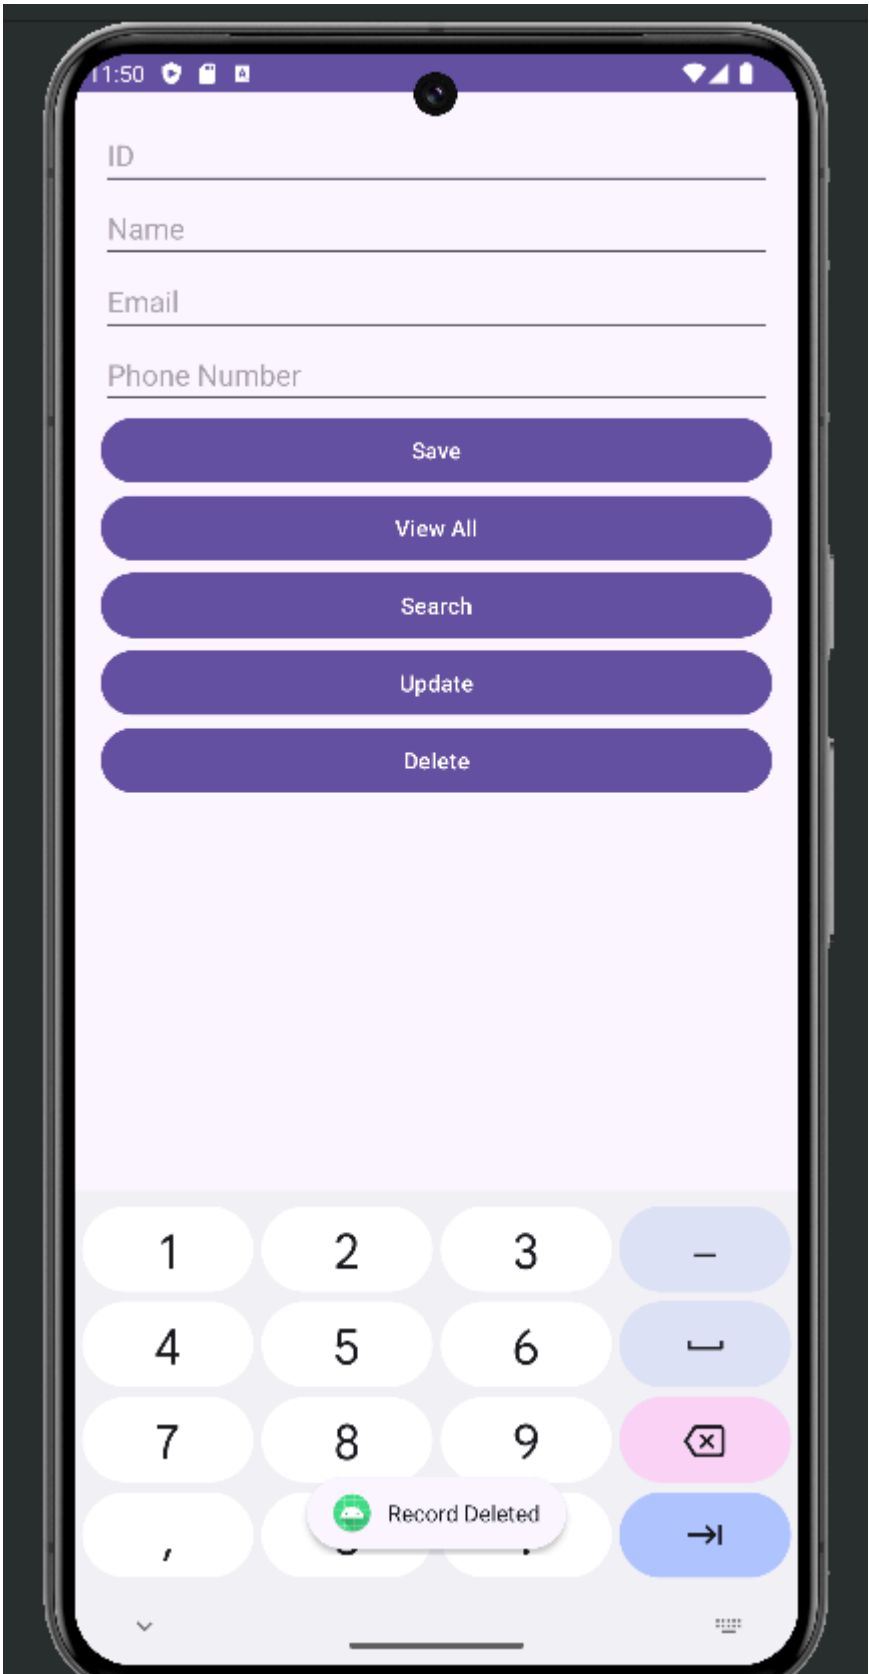 11:50
ID
Name
Email
Phone Number
Save
View All
Search
Update
Delete
1 2 3 –
4 5 6
7 8 9
,
Record Deleted